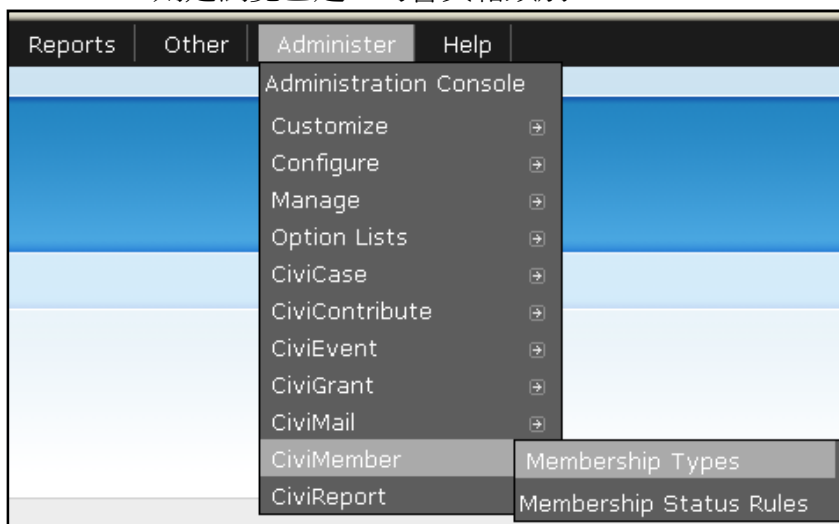 Reports Other Administer Help
Administration Console
Customize
Configure
Manage
Option Lists
CiviCase
CiviContribute
CiviEvent
CiviGrant
CiviMail
CiviMember
Membership Types
CiviReport
Membership Status Rules